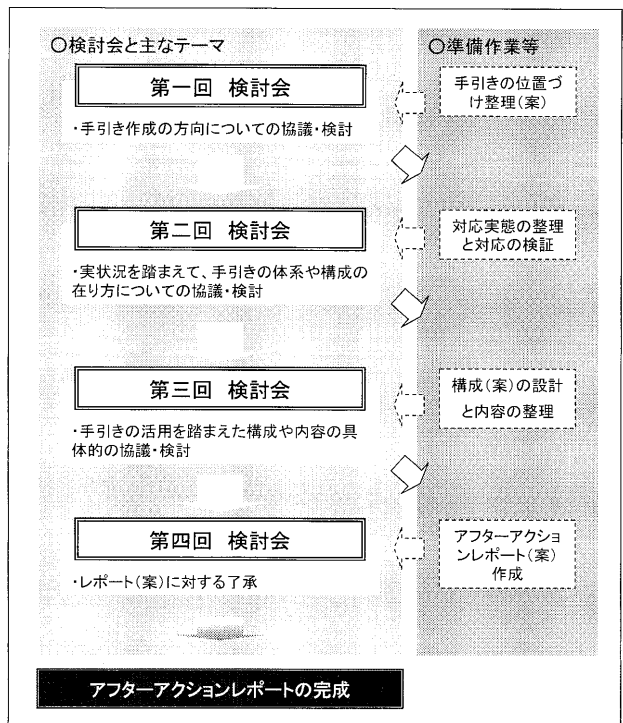 ○検討会と主なテーマ
○準備作業等
第一回 検討会
手引きの位置づ
け整理(案)
・手引き作成の方向についての協議・検討
第二回 検討会
対応実態の整理
と対応の検証
・実状況を踏まえて、手引きの体系や構成の
在り方についての協議・検討
第三回 検討会
構成(案)の設計
と内容の整理
・手引きの活用を踏まえた構成や内容の具
体的の協議・検討
第四回 検討会
アフターアクショ
ンレポート(案)
作成
・レポート(案)に対する了承
アフターアクションレポートの完成